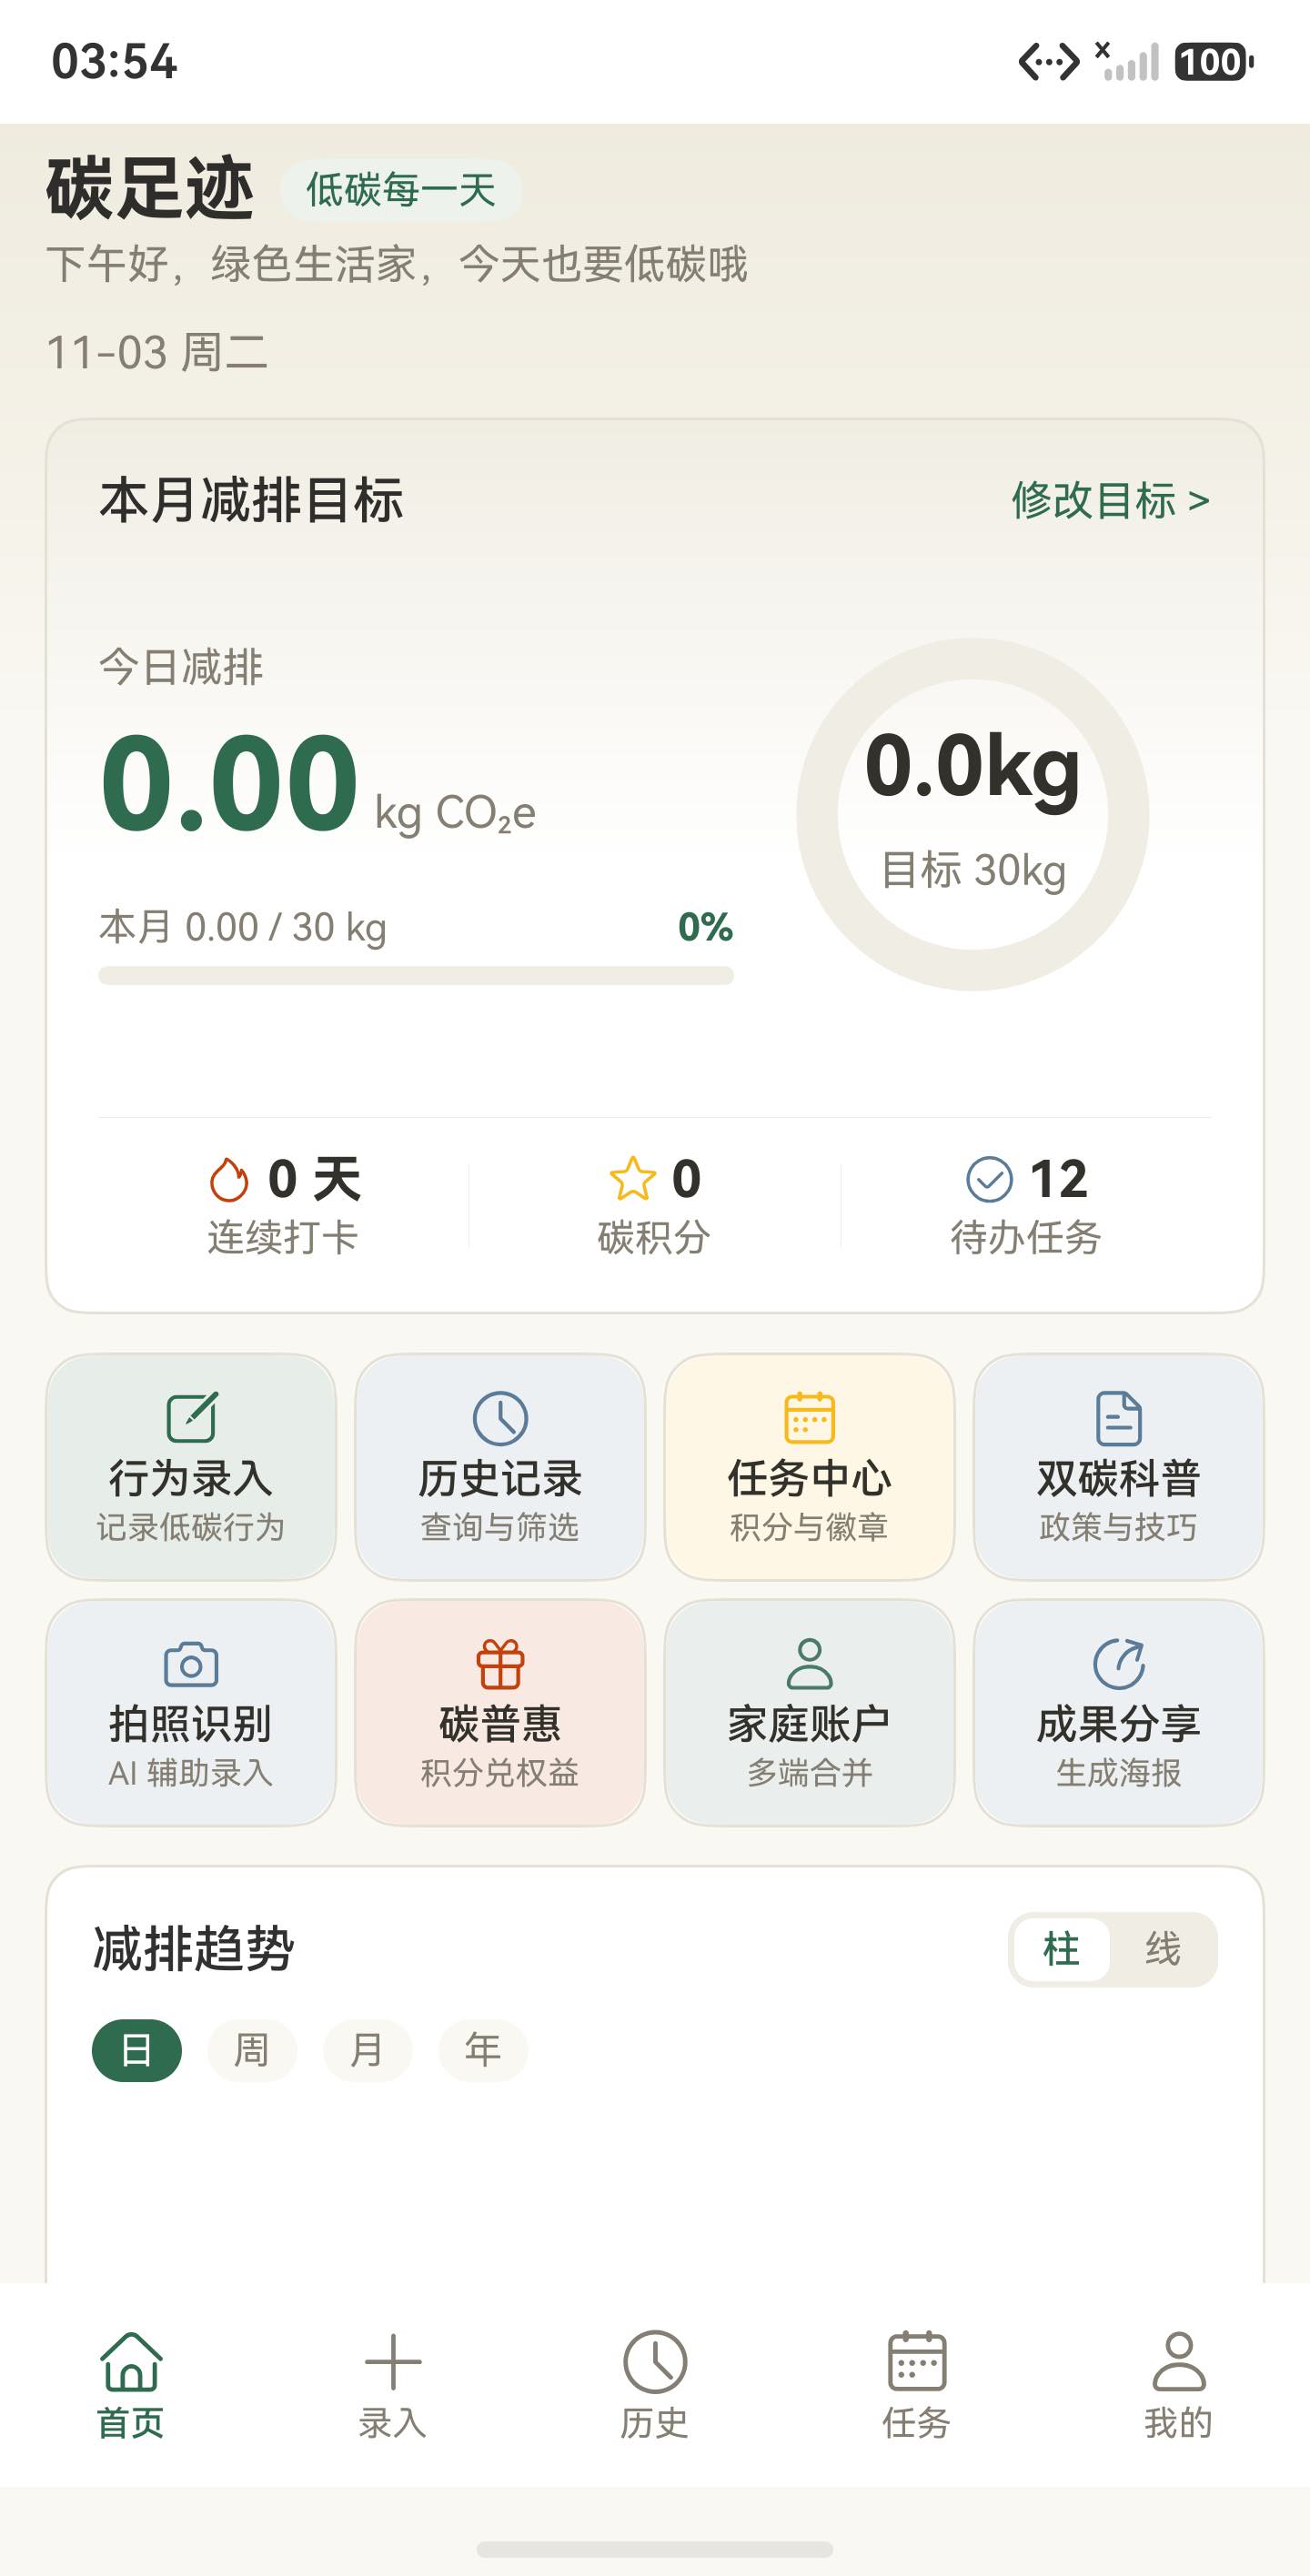 03:54
100
碳足迹 低碳每一天
下午好，绿色生活家，今天也要低碳哦
11-03 周二
本月减排目标 修改目标 >
今日减排
0.00 kg CO₂e
0.0kg
目标 30kg
本月 0.00 / 30 kg 0%
0 天 0 12
连续打卡 碳积分 待办任务
行为录入 历史记录 任务中心 双碳科普
记录低碳行为 查询与筛选 积分与徽章 政策与技巧
拍照识别 碳普惠 家庭账户 成果分享
AI 辅助录入 积分兑权益 多端合并 生成海报
减排趋势 柱 线
日 周 月 年
首页 录入 历史 任务 我的